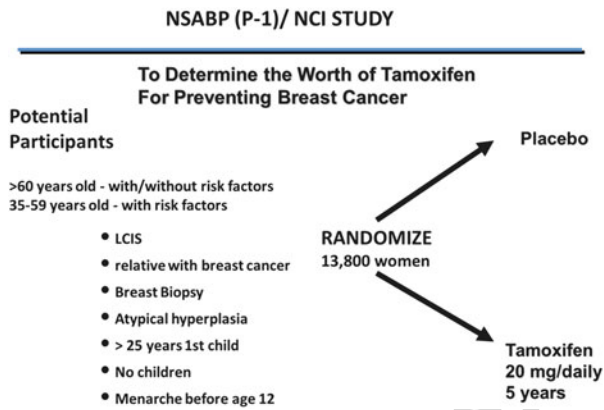 NSABP (P-1)/ NCI STUDY
To Determine the Worth of Tamoxifen
For Preventing Breast Cancer
Potential
Participants
>60 years old - with/without risk factors
35-59 years old - with risk factors
• LCIS
• relative with breast cancer
• Breast Biopsy
• Atypical hyperplasia
• > 25 years 1st child
• No children
• Menarche before age 12
RANDOMIZE
13,800 women
Placebo
Tamoxifen
20 mg/daily
5 years